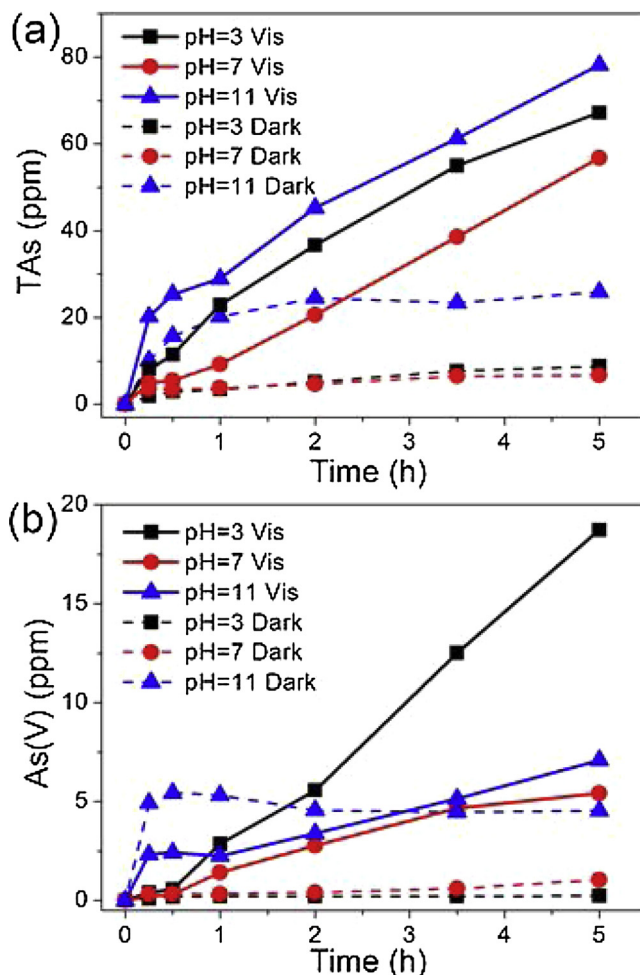 (a)
pH=3 Vis
pH=7 Vis
pH=11 Vis
pH=3 Dark
pH=7 Dark
pH=11 Dark
TAs (ppm)
80
60
40
20
0
0 1 2 3 4 5
Time (h)
(b)
pH=3 Vis
pH=7 Vis
pH=11 Vis
pH=3 Dark
pH=7 Dark
pH=11 Dark
As(V) (ppm)
20
15
10
5
0
0 1 2 3 4 5
Time (h)